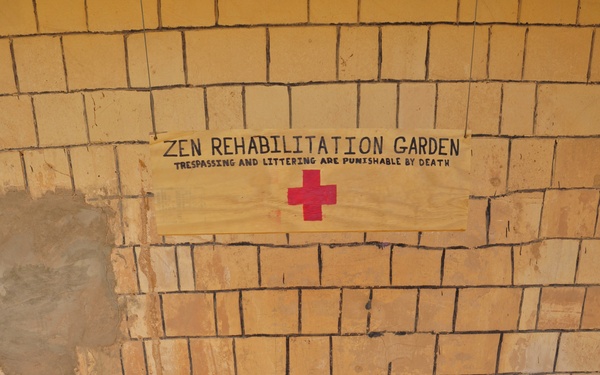 ZEN REHABILITATION GARDEN
TRESPASSING AND LITTERING ARE PUNISHABLE BY DEATH